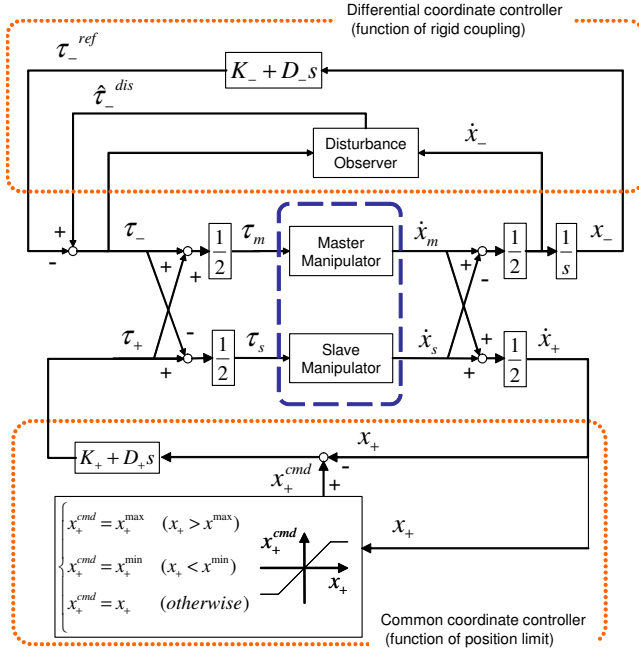 Differential coordinate controller
(function of rigid coupling)
τ_−^{ref}
K_− + D_− s
τ̂_−^{dis}
Disturbance
Observer
ẋ_−
+
-
τ_−
+
+
1/2
τ_m
Master
Manipulator
ẋ_m
+
-
1/2
1/s
x_−
τ_+
-
+
1/2
τ_s
Slave
Manipulator
ẋ_s
+
+
1/2
ẋ_+
K_+ + D_+ s
x_+
-
+
x_+^{cmd}
x_+^{cmd} = x_+^{max} (x_+ > x^{max})
x_+^{cmd} = x_+^{min} (x_+ < x^{min})
x_+^{cmd} = x_+ (otherwise)
x_+^{cmd}
x_+
x_+
Common coordinate controller
(function of position limit)